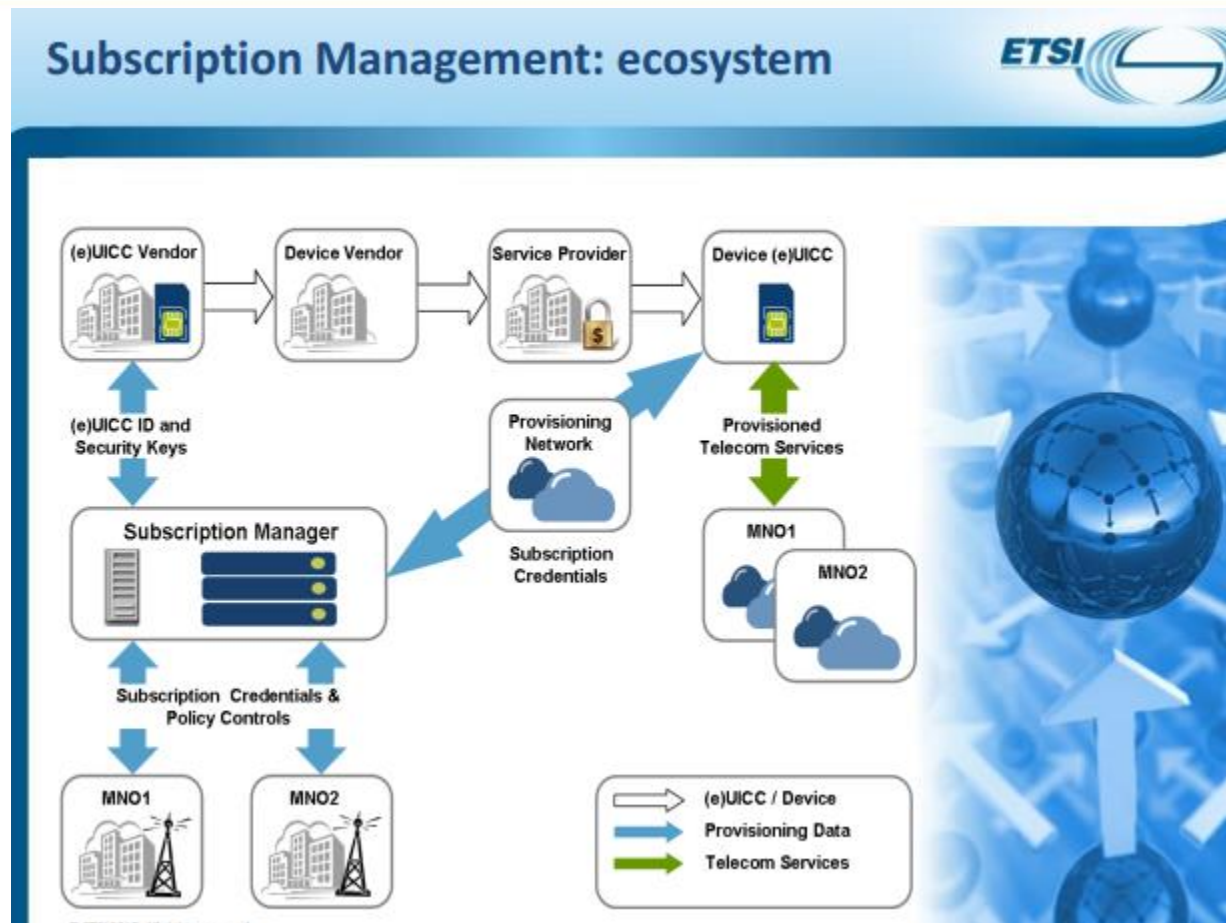 Subscription Management: ecosystem
ETSI
(e)UICC Vendor
Device Vendor
Service Provider
Device (e)UICC
$
(e)UICC ID and
Security Keys
Provisioning
Network
Provisioned
Telecom Services
Subscription Manager
Subscription
Credentials
MNO1
MNO2
Subscription Credentials &
Policy Controls
MNO1
MNO2
(e)UICC / Device
Provisioning Data
Telecom Services